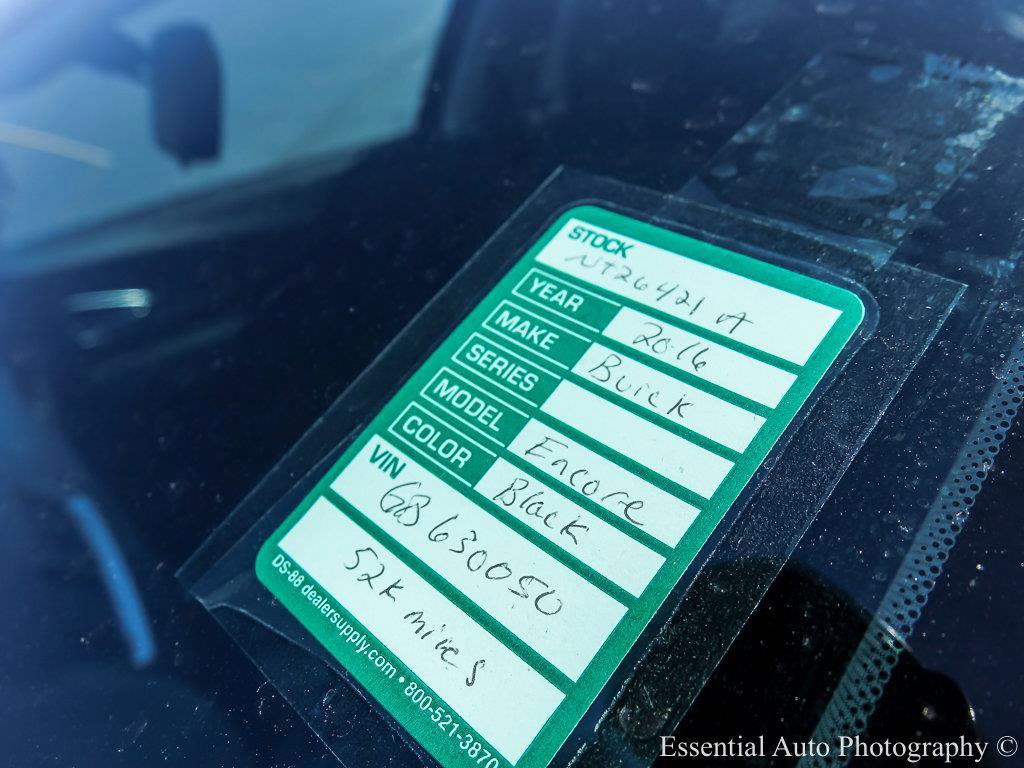 STOCK
N726421 A
YEAR 2016
MAKE Buick
SERIES
MODEL Encore
COLOR Black
VIN
GB630050
52K miles
DS-88 dealersupply.com • 800-521-3870
Essential Auto Photography ©